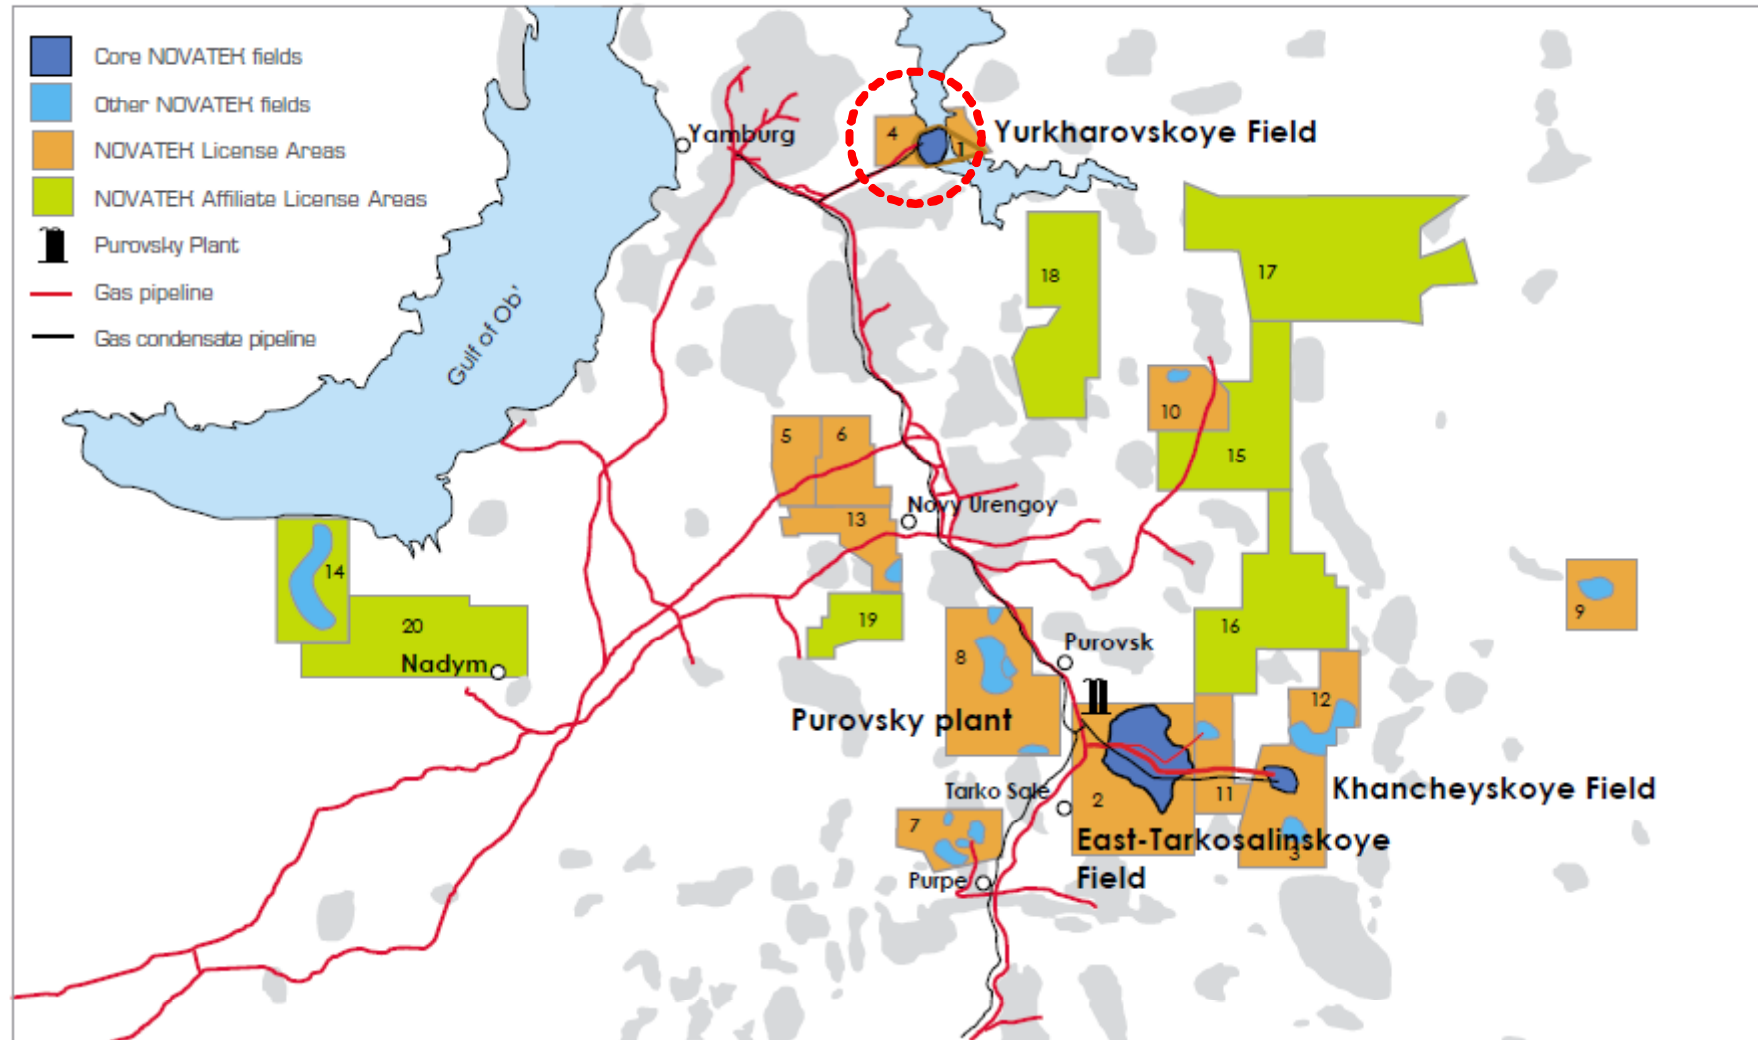 Core NOVATEK fields
Other NOVATEK fields
NOVATEK License Areas
NOVATEK Affiliate License Areas
Purovsky Plant
Gas pipeline
Gas condensate pipeline
Yamburg
4
1
Yurkharovskoye Field
Gulf of Ob'
18
17
10
15
5
6
13
Novy Urengoy
14
20
Nadym
19
16
9
8
Purovsk
12
Purovsky plant
Tarko Sale
2
11
Khancheyskoye Field
7
East-Tarkosalinskoye
Field
3
Purpe